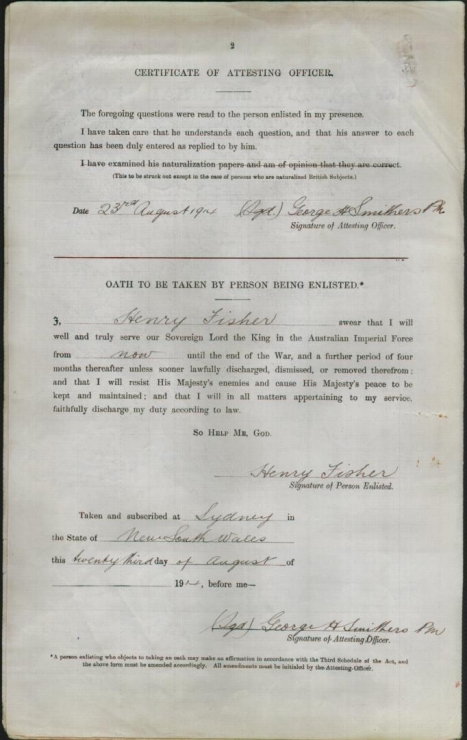 2
CERTIFICATE OF ATTESTING OFFICER.
The foregoing questions were read to the person enlisted in my presence.
I have taken care that he understands each question, and that his answer to each
question has been duly entered as replied to by him.
I have examined his naturalization papers and am of opinion that they are correct.
(This to be struck out except in the case of persons who are naturalized British Subjects.)
Date 23rd August 191 (Sgd) George H Smithers PM
Signature of Attesting Officer.
OATH TO BE TAKEN BY PERSON BEING ENLISTED.*
I, Henry Fisher swear that I will
well and truly serve our Sovereign Lord the King in the Australian Imperial Force
from now until the end of the War, and a further period of four
months thereafter unless sooner lawfully discharged, dismissed, or removed therefrom;
and that I will resist His Majesty's enemies and cause His Majesty's peace to be
kept and maintained; and that I will in all matters appertaining to my service,
faithfully discharge my duty according to law.
SO HELP ME, GOD.
Henry Fisher
Signature of Person Enlisted.
Taken and subscribed at Sydney in
the State of New South Wales
this twenty third day of August of
191 , before me—
(Sgd) George H Smithers PM
Signature of Attesting Officer.
*A person enlisting who objects to taking an oath may make an affirmation in accordance with the Third Schedule of the Act, and
the above form must be amended accordingly. All amendments must be initialed by the Attesting Officer.